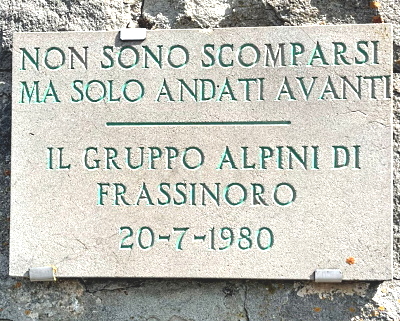 NON SONO SCOMPARSI
MA SOLO ANDATI AVANTI
IL GRUPPO ALPINI DI
FRASSINORO
20-7-1980